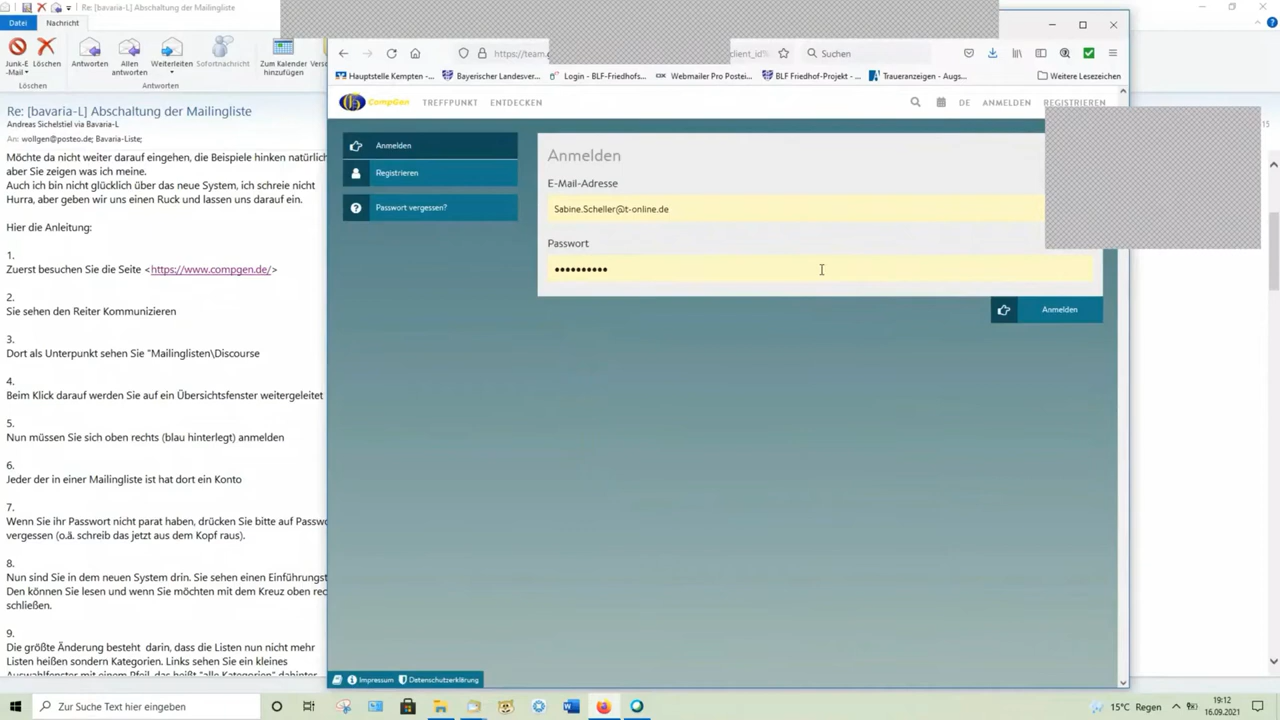 Re: [bavaria-L] Abschaltung der Mailingliste
Datei
Nachricht
Junk-E
-Mail
Löschen
Antworten
Allen
antworten
Weiterleiten
Sofortnachricht
Zum Kalender
hinzufügen
Löschen
Antworten
Re: [bavaria-L] Abschaltung der Mailingliste
Andreas Sichelstiel via Bavaria-L
An: wollgen@posteo.de; Bavaria-Liste;
Möchte da nicht weiter darauf eingehen, die Beispiele hinken
aber Sie zeigen was ich meine.
Auch ich bin nicht glücklich über das neue System, ich schreie nicht
Hurra, aber geben wir uns einen Ruck und lassen uns darauf ein.
Hier die Anleitung:
1.
Zuerst besuchen Sie die Seite <https://www.compgen.de/>
2.
Sie sehen den Reiter Kommunizieren
3.
Dort als Unterpunkt sehen Sie "Mailinglisten\Discourse
4.
Beim Klick darauf werden Sie auf ein Übersichtsfenster weitergeleitet
5.
Nun müssen Sie sich oben rechts (blau hinterlegt) anmelden
6.
Jeder der in einer Mailingliste ist hat dort ein Konto
7.
Wenn Sie ihr Passwort nicht parat haben, drücken Sie bitte auf
vergessen (o.ä. schreib das jetzt aus dem Kopf raus).
8.
Nun sind Sie in dem neuen System drin. Sie sehen einen
Den können Sie lesen und wenn Sie möchten mit dem Kreuz oben
schließen.
9.
Die größte Änderung besteht darin, dass die Listen nun nicht mehr
Listen heißen sondern Kategorien. Links sehen Sie ein kleines
Auswahlfenster mit einem Pfeil, das heißt "alle Kategorien" dahinter
https://team.
client_id%
Suchen
Hauptstelle Kempten -...
Bayerischer Landesver...
Login - BLF-Friedhofs...
Webmailer Pro Postei...
BLF Friedhof-Projekt - ...
Traueranzeigen - Augs...
Weitere Lesezeichen
CompGen
TREFFPUNKT
ENTDECKEN
DE
ANMELDEN
REGISTRIEREN
15
Anmelden
Registrieren
Passwort vergessen?
Anmelden
E-Mail-Adresse
Sabine.Scheller@t-online.de
Passwort
••••••••••
Anmelden
Impressum
Datenschutzerklärung
Zur Suche Text hier eingeben
15°C Regen
19:12
16.09.2021